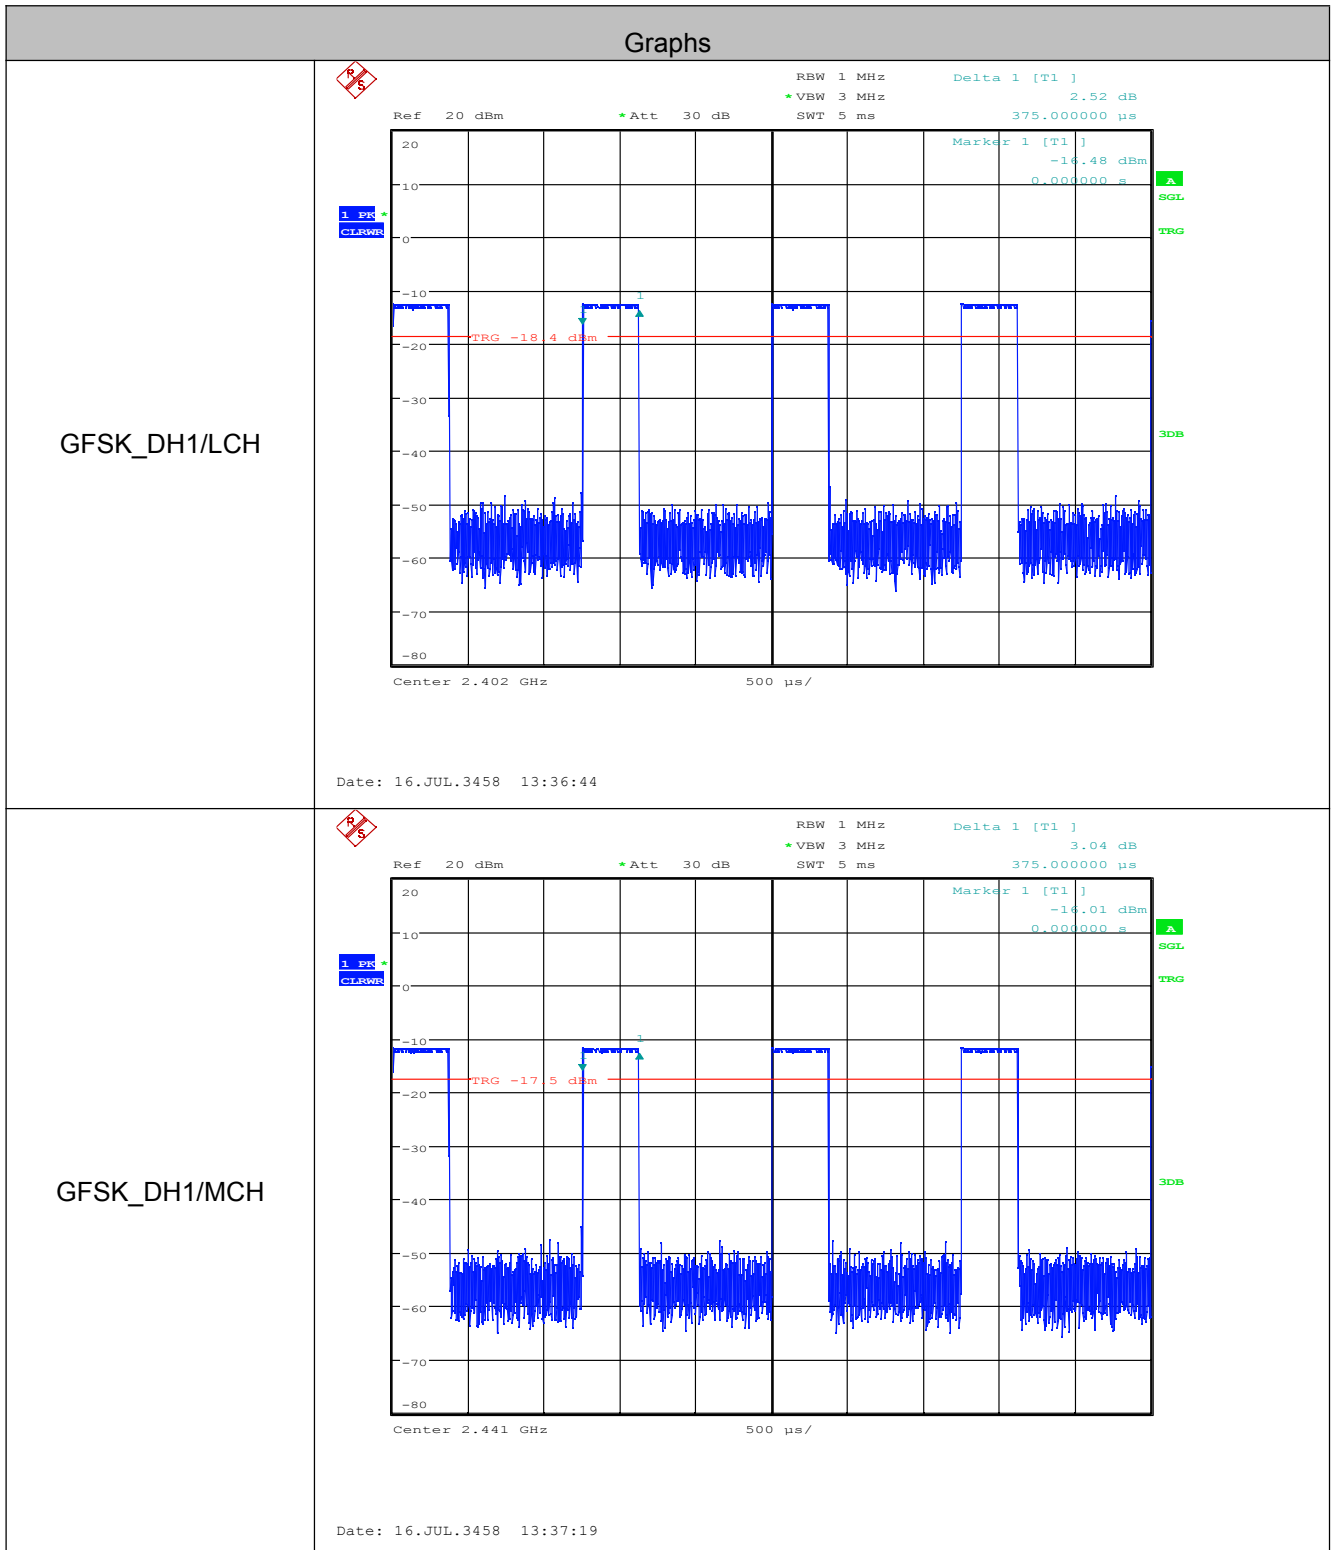 Graphs
GFSK_DH1/LCH
R S
RBW 1 MHz Delta 1 [T1 ]
*VBW 3 MHz 2.52 dB
Ref 20 dBm *Att 30 dB SWT 5 ms 375.000000 µs
20 Marker 1 [T1 ]
-16.48 dBm
10 0.000000 s A
SGL
1 PK *
CLRWR 0 TRG
-10 1
TRG -18.4 dBm
-20
-30
3DB
-40
-50
-60
-70
-80
Center 2.402 GHz 500 µs/
Date: 16.JUL.3458 13:36:44
GFSK_DH1/MCH
R S
RBW 1 MHz Delta 1 [T1 ]
*VBW 3 MHz 3.04 dB
Ref 20 dBm *Att 30 dB SWT 5 ms 375.000000 µs
20 Marker 1 [T1 ]
-16.01 dBm
10 0.000000 s A
SGL
1 PK *
CLRWR 0 TRG
-10 1
TRG -17.5 dBm
-20
-30
3DB
-40
-50
-60
-70
-80
Center 2.441 GHz 500 µs/
Date: 16.JUL.3458 13:37:19